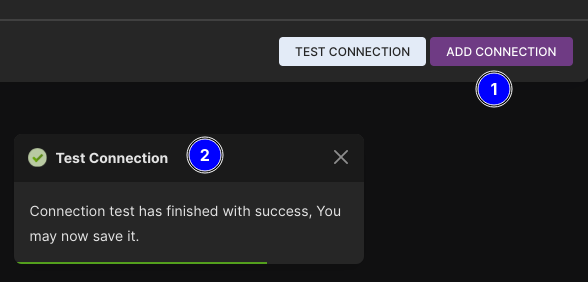 TEST CONNECTION ADD CONNECTION
1
Test Connection 2
Connection test has finished with success, You
may now save it.